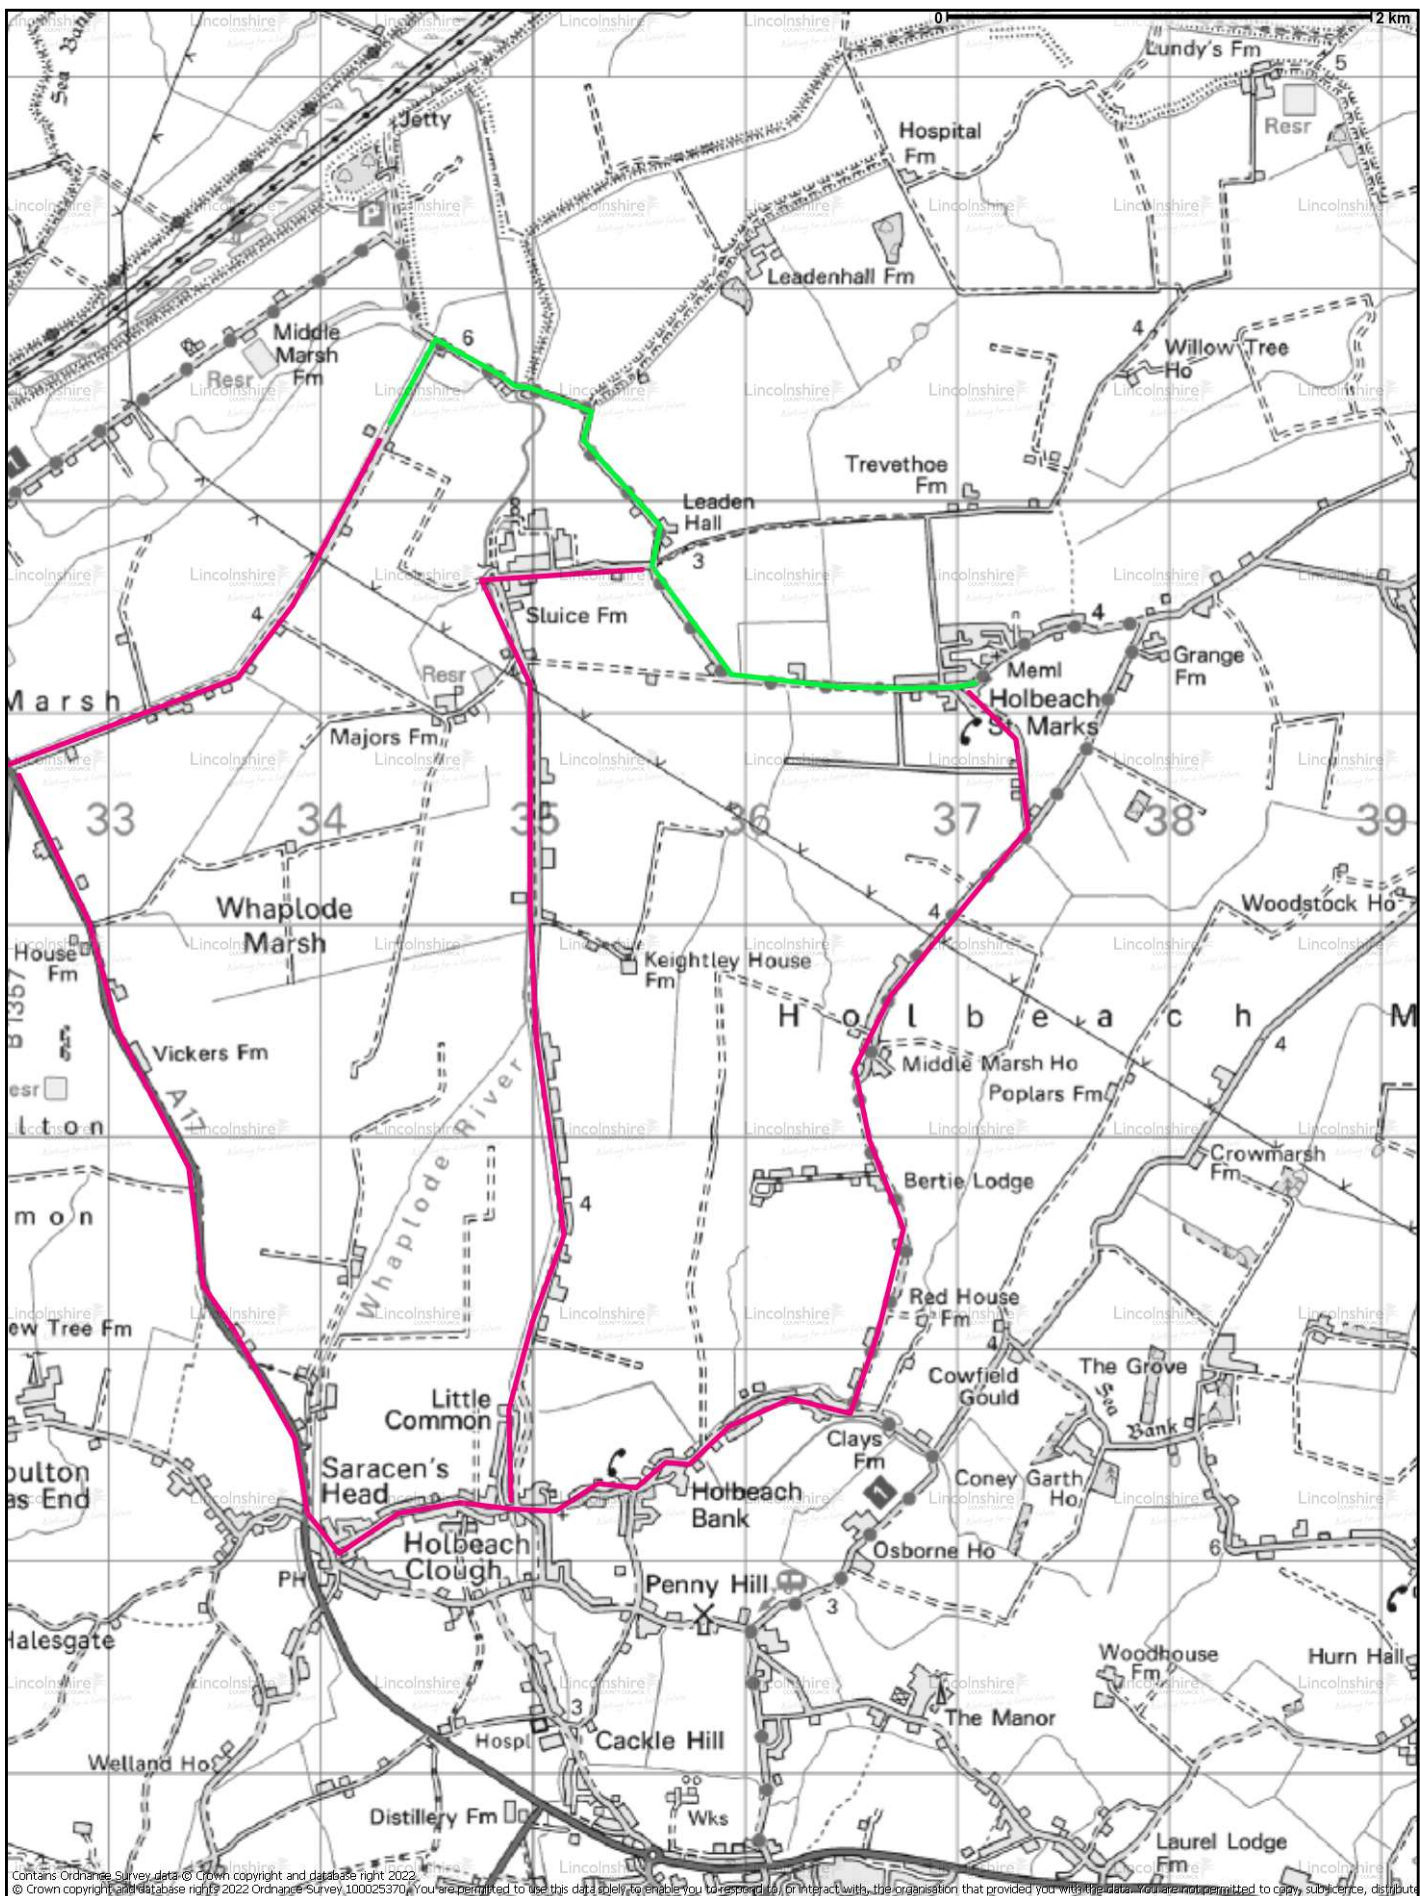 0 2 km
Sea Bank
Lundy's Fm
5
Jetty
Resr
Hospital
Fm
P
Leadenhall Fm
6
Middle
Marsh
Fm
Resr
4
Willow Tree
Ho
1
Trevethoe
Fm
Leaden
Hall
3
Sluice Fm
4
4
Meml
Grange
Fm
Resr
Marsh
Holbeach
St Marks
Majors Fm
33 34 35 36 37 38 39
Whaplode
Marsh
4
Woodstock Ho
House
Fm
Keightley House
Fm
B1357
Holbeach M
4
Vickers Fm
Middle Marsh Ho
Poplars Fm
esr
A17
lton
Crowmarsh
Fm
Bertie Lodge
mon
4
Whaplode River
Red House
Fm
ew Tree Fm
4
The Grove
Cowfield
Gould
Sea Bank
Little
Common
Clays
Fm
oulton
as End
Saracen's
Head
Coney Garth
Ho
1
Holbeach
Bank
Holbeach
Clough
Osborne Ho
6
PH
Penny Hill
3
Halesgate
Woodhouse
Fm
Hurn Hall
3
The Manor
Hospl
Cackle Hill
Welland Ho
Distillery Fm
Wks
Laurel Lodge
Fm
Contains Ordnance Survey data © Crown copyright and database right 2022
© Crown copyright and database rights 2022 Ordnance Survey 100025370. You are permitted to use this data solely to enable you to respond to, or interact with, the organisation that provided you with the data. You are not permitted to copy, sub-licence, distribut